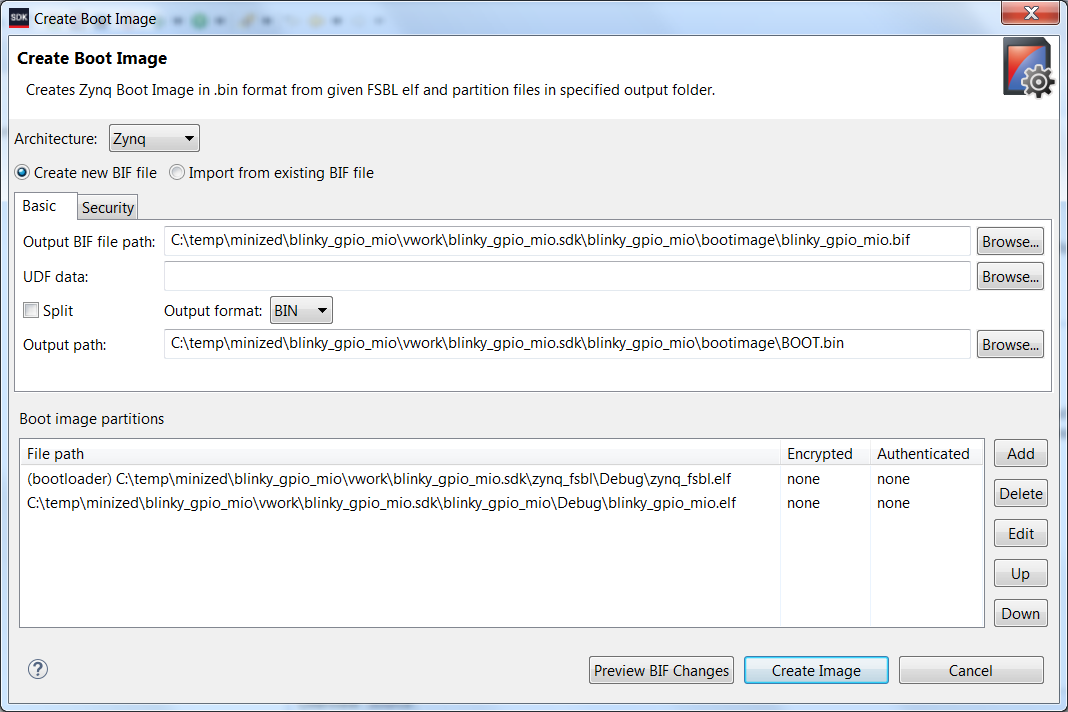 SDK Create Boot Image
Create Boot Image
Creates Zynq Boot Image in .bin format from given FSBL elf and partition files in specified output folder.
Architecture: Zynq
Create new BIF file Import from existing BIF file
Basic Security
Output BIF file path: C:\temp\minized\blinky_gpio_mio\vwork\blinky_gpio_mio.sdk\blinky_gpio_mio\bootimage\blinky_gpio_mio.bif Browse...
UDF data: Browse...
Split Output format: BIN
Output path: C:\temp\minized\blinky_gpio_mio\vwork\blinky_gpio_mio.sdk\blinky_gpio_mio\bootimage\BOOT.bin Browse...
Boot image partitions
File path Encrypted Authenticated Add
(bootloader) C:\temp\minized\blinky_gpio_mio\vwork\blinky_gpio_mio.sdk\zynq_fsbl\Debug\zynq_fsbl.elf none none
C:\temp\minized\blinky_gpio_mio\vwork\blinky_gpio_mio.sdk\blinky_gpio_mio\Debug\blinky_gpio_mio.elf none none Delete
Edit
Up
Down
? Preview BIF Changes Create Image Cancel